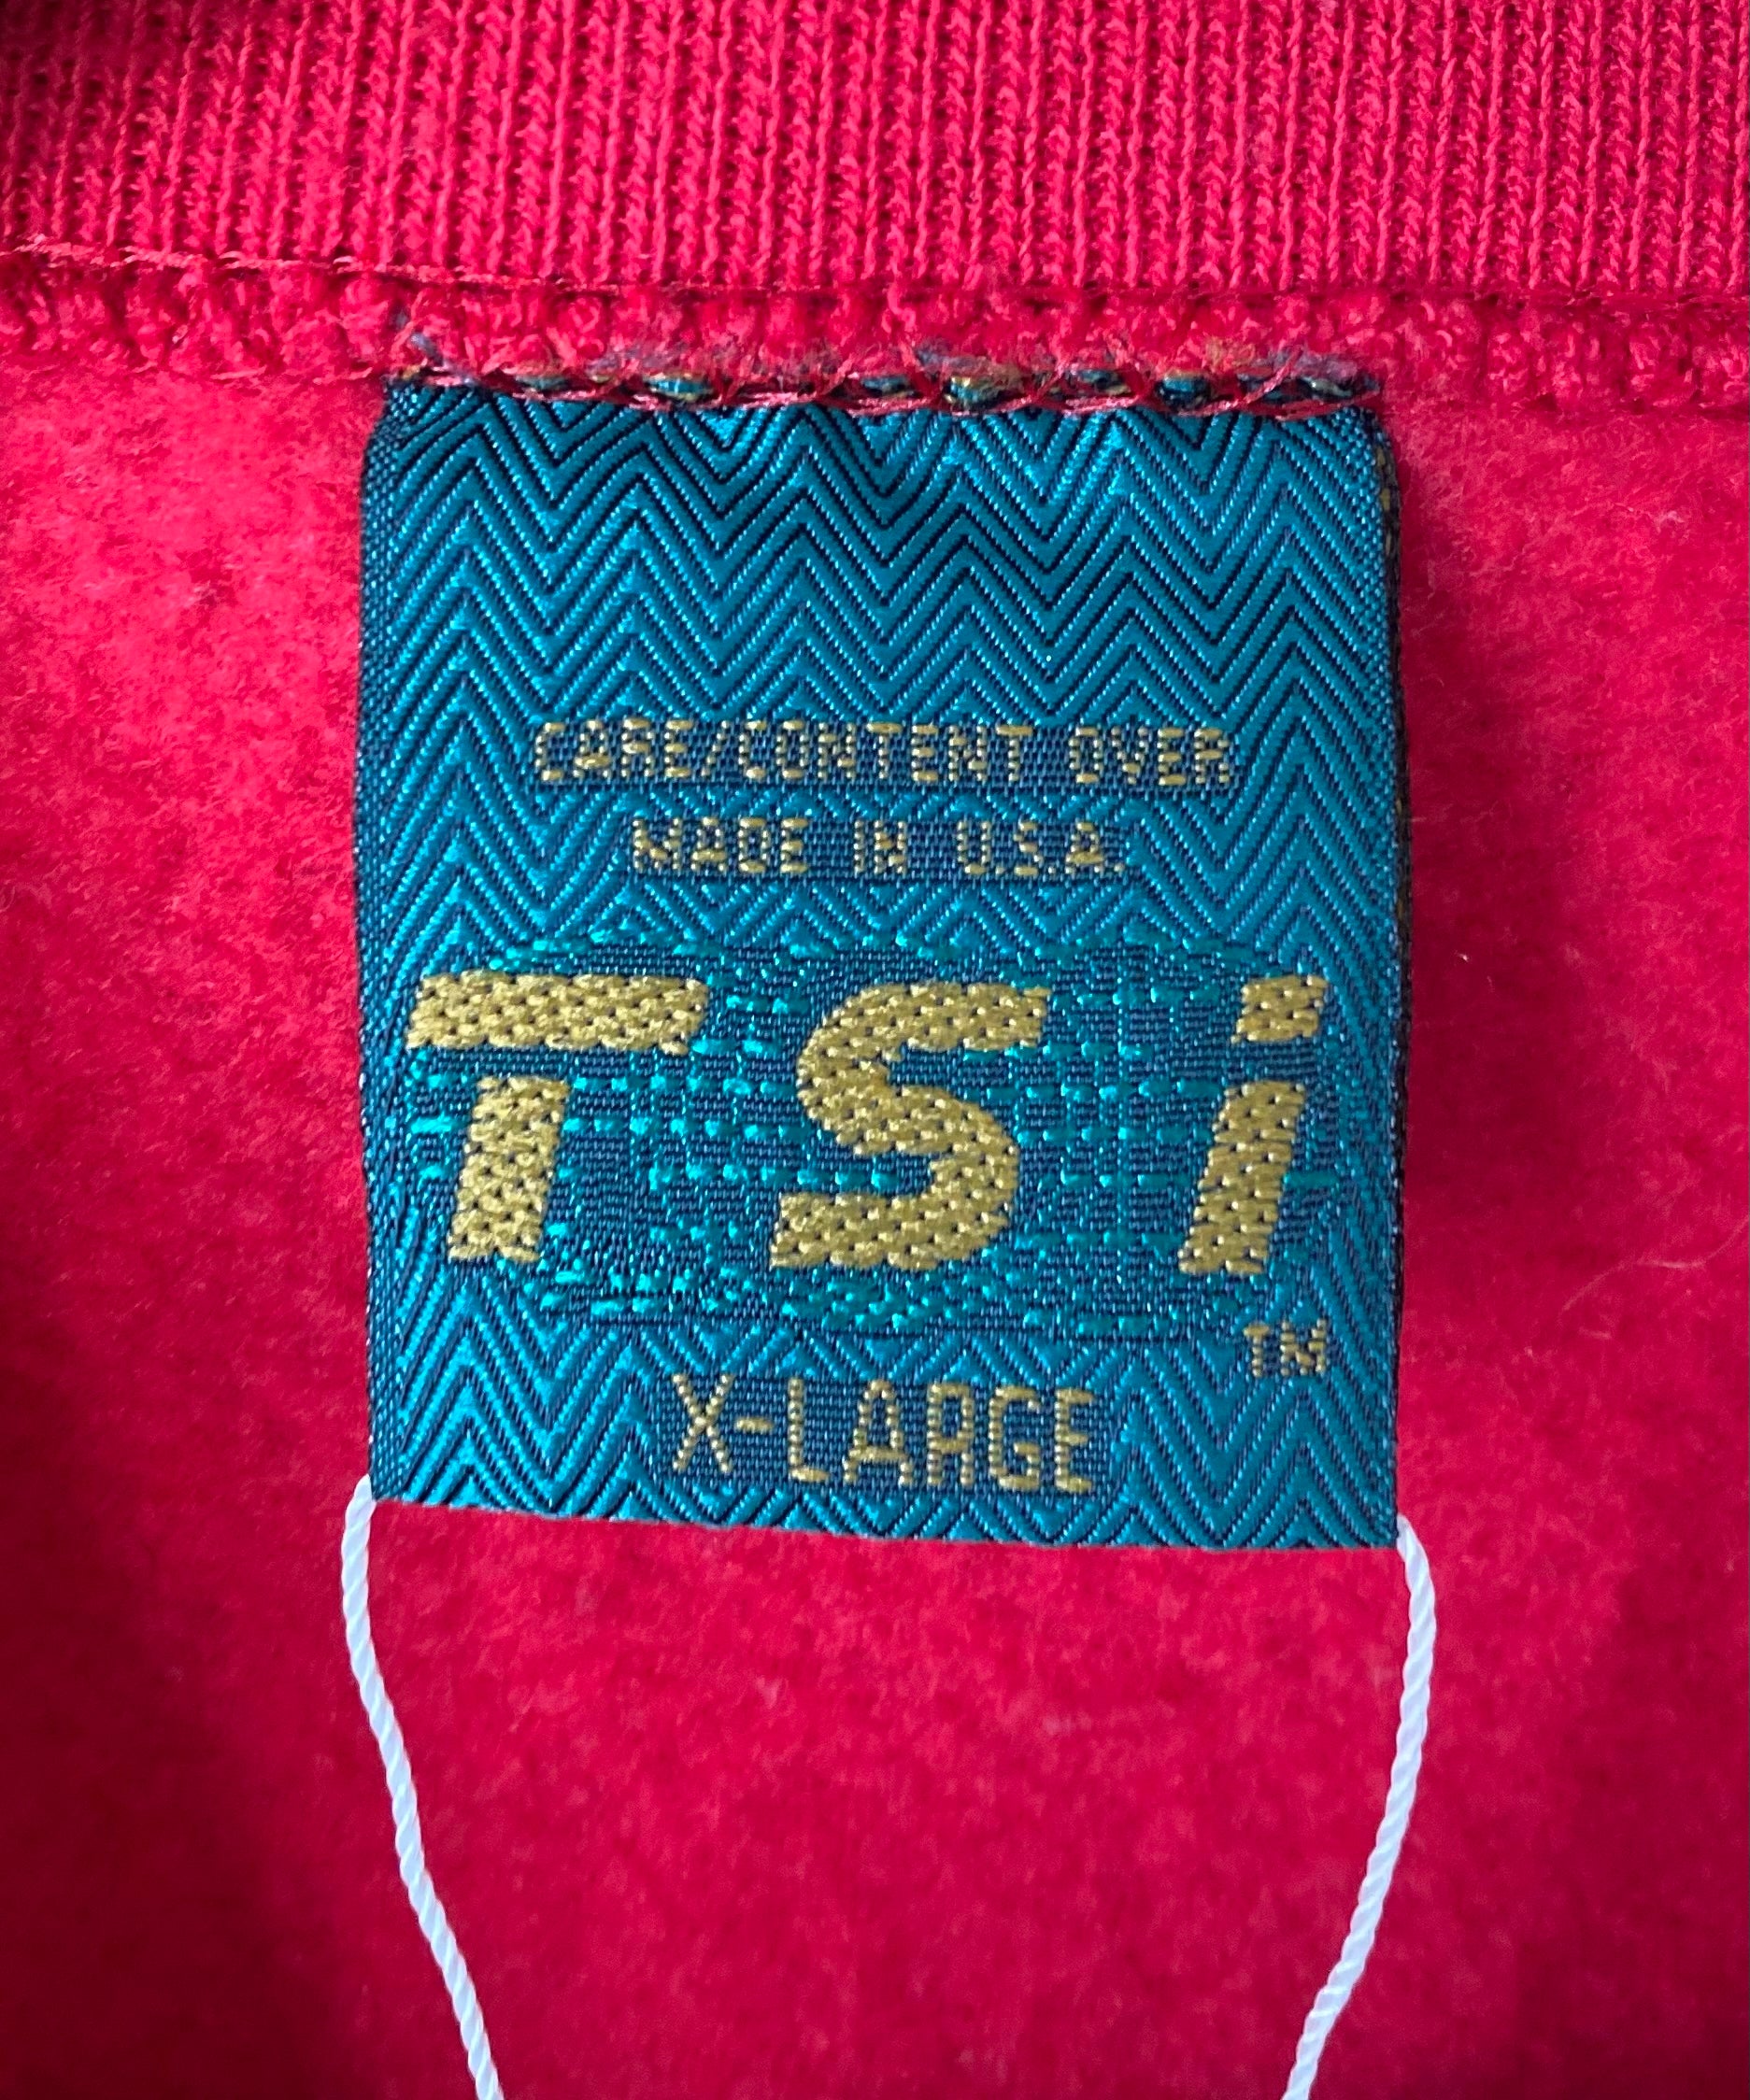 CARE/CONTENT OVER
MADE IN U.S.A.
TSi
TM
X-LARGE